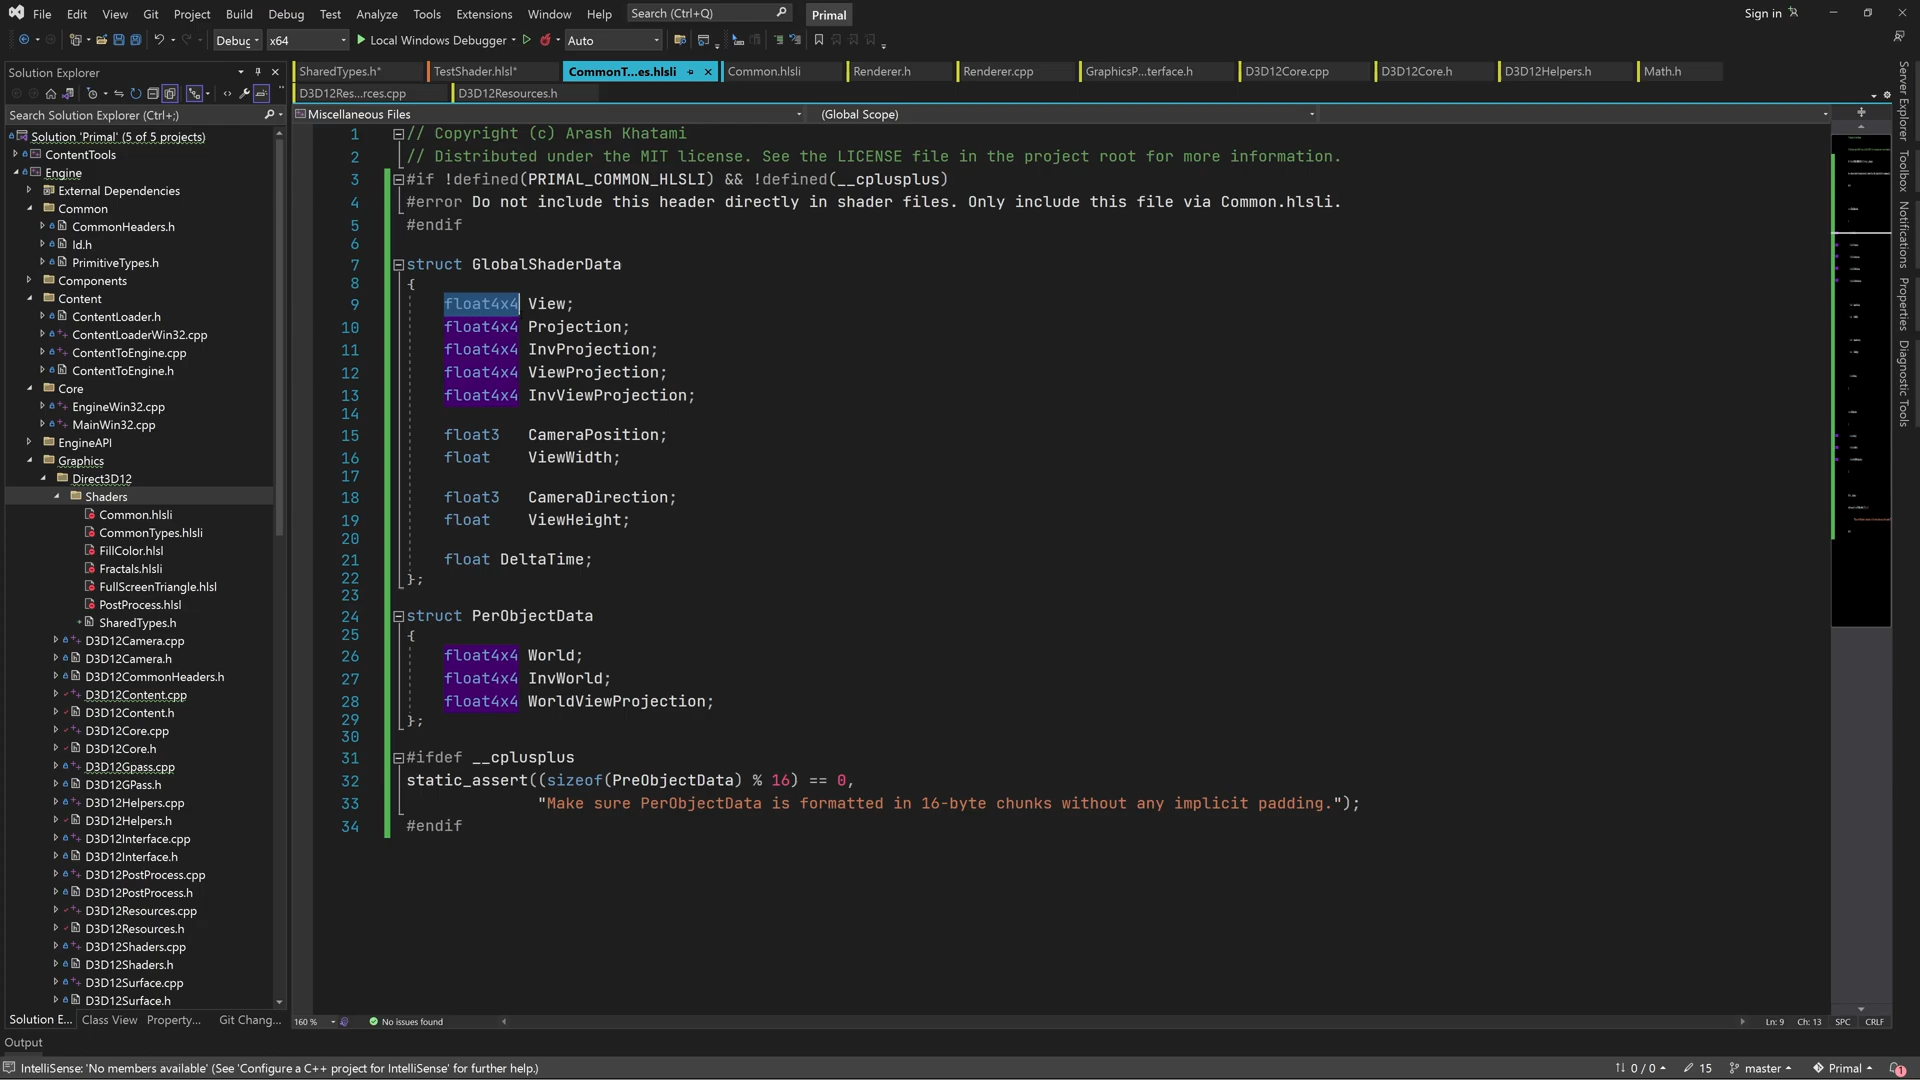 File Edit View Git Project Build Debug Test Analyze Tools Extensions Window Help Search (Ctrl+Q) Primal Sign in
Debug x64 Local Windows Debugger Auto
Solution Explorer
Search Solution Explorer (Ctrl+;)
Solution 'Primal' (5 of 5 projects)
ContentTools
Engine
External Dependencies
Common
CommonHeaders.h
Id.h
PrimitiveTypes.h
Components
Content
ContentLoader.h
ContentLoaderWin32.cpp
ContentToEngine.cpp
ContentToEngine.h
Core
EngineWin32.cpp
MainWin32.cpp
EngineAPI
Graphics
Direct3D12
Shaders
Common.hlsli
CommonTypes.hlsli
FillColor.hlsl
Fractals.hlsli
FullScreenTriangle.hlsl
PostProcess.hlsl
SharedTypes.h
D3D12Camera.cpp
D3D12Camera.h
D3D12CommonHeaders.h
D3D12Content.cpp
D3D12Content.h
D3D12Core.cpp
D3D12Core.h
D3D12Gpass.cpp
D3D12GPass.h
D3D12Helpers.cpp
D3D12Helpers.h
D3D12Interface.cpp
D3D12Interface.h
D3D12PostProcess.cpp
D3D12PostProcess.h
D3D12Resources.cpp
D3D12Resources.h
D3D12Shaders.cpp
D3D12Shaders.h
D3D12Surface.cpp
D3D12Surface.h
Solution E... Class View Property... Git Chang...
SharedTypes.h* TestShader.hlsl* CommonT...es.hlsli Common.hlsli Renderer.h Renderer.cpp GraphicsP...terface.h D3D12Core.cpp D3D12Core.h D3D12Helpers.h Math.h
D3D12Res...rces.cpp D3D12Resources.h
Miscellaneous Files (Global Scope)
1 // Copyright (c) Arash Khatami
2 // Distributed under the MIT license. See the LICENSE file in the project root for more information.
3 #if !defined(PRIMAL_COMMON_HLSLI) && !defined(__cplusplus)
4 #error Do not include this header directly in shader files. Only include this file via Common.hlsli.
5 #endif
6
7 struct GlobalShaderData
8 {
9 float4x4 View;
10 float4x4 Projection;
11 float4x4 InvProjection;
12 float4x4 ViewProjection;
13 float4x4 InvViewProjection;
14
15 float3 CameraPosition;
16 float ViewWidth;
17
18 float3 CameraDirection;
19 float ViewHeight;
20
21 float DeltaTime;
22 };
23
24 struct PerObjectData
25 {
26 float4x4 World;
27 float4x4 InvWorld;
28 float4x4 WorldViewProjection;
29 };
30
31 #ifdef __cplusplus
32 static_assert((sizeof(PreObjectData) % 16) == 0,
33 "Make sure PerObjectData is formatted in 16-byte chunks without any implicit padding.");
34 #endif
160 % No issues found Ln: 9 Ch: 13 SPC CRLF
Server Explorer
Toolbox
Notifications
Properties
Diagnostic Tools
Output
IntelliSense: 'No members available' (See 'Configure a C++ project for IntelliSense' for further help.) 0 / 0 15 master Primal 1